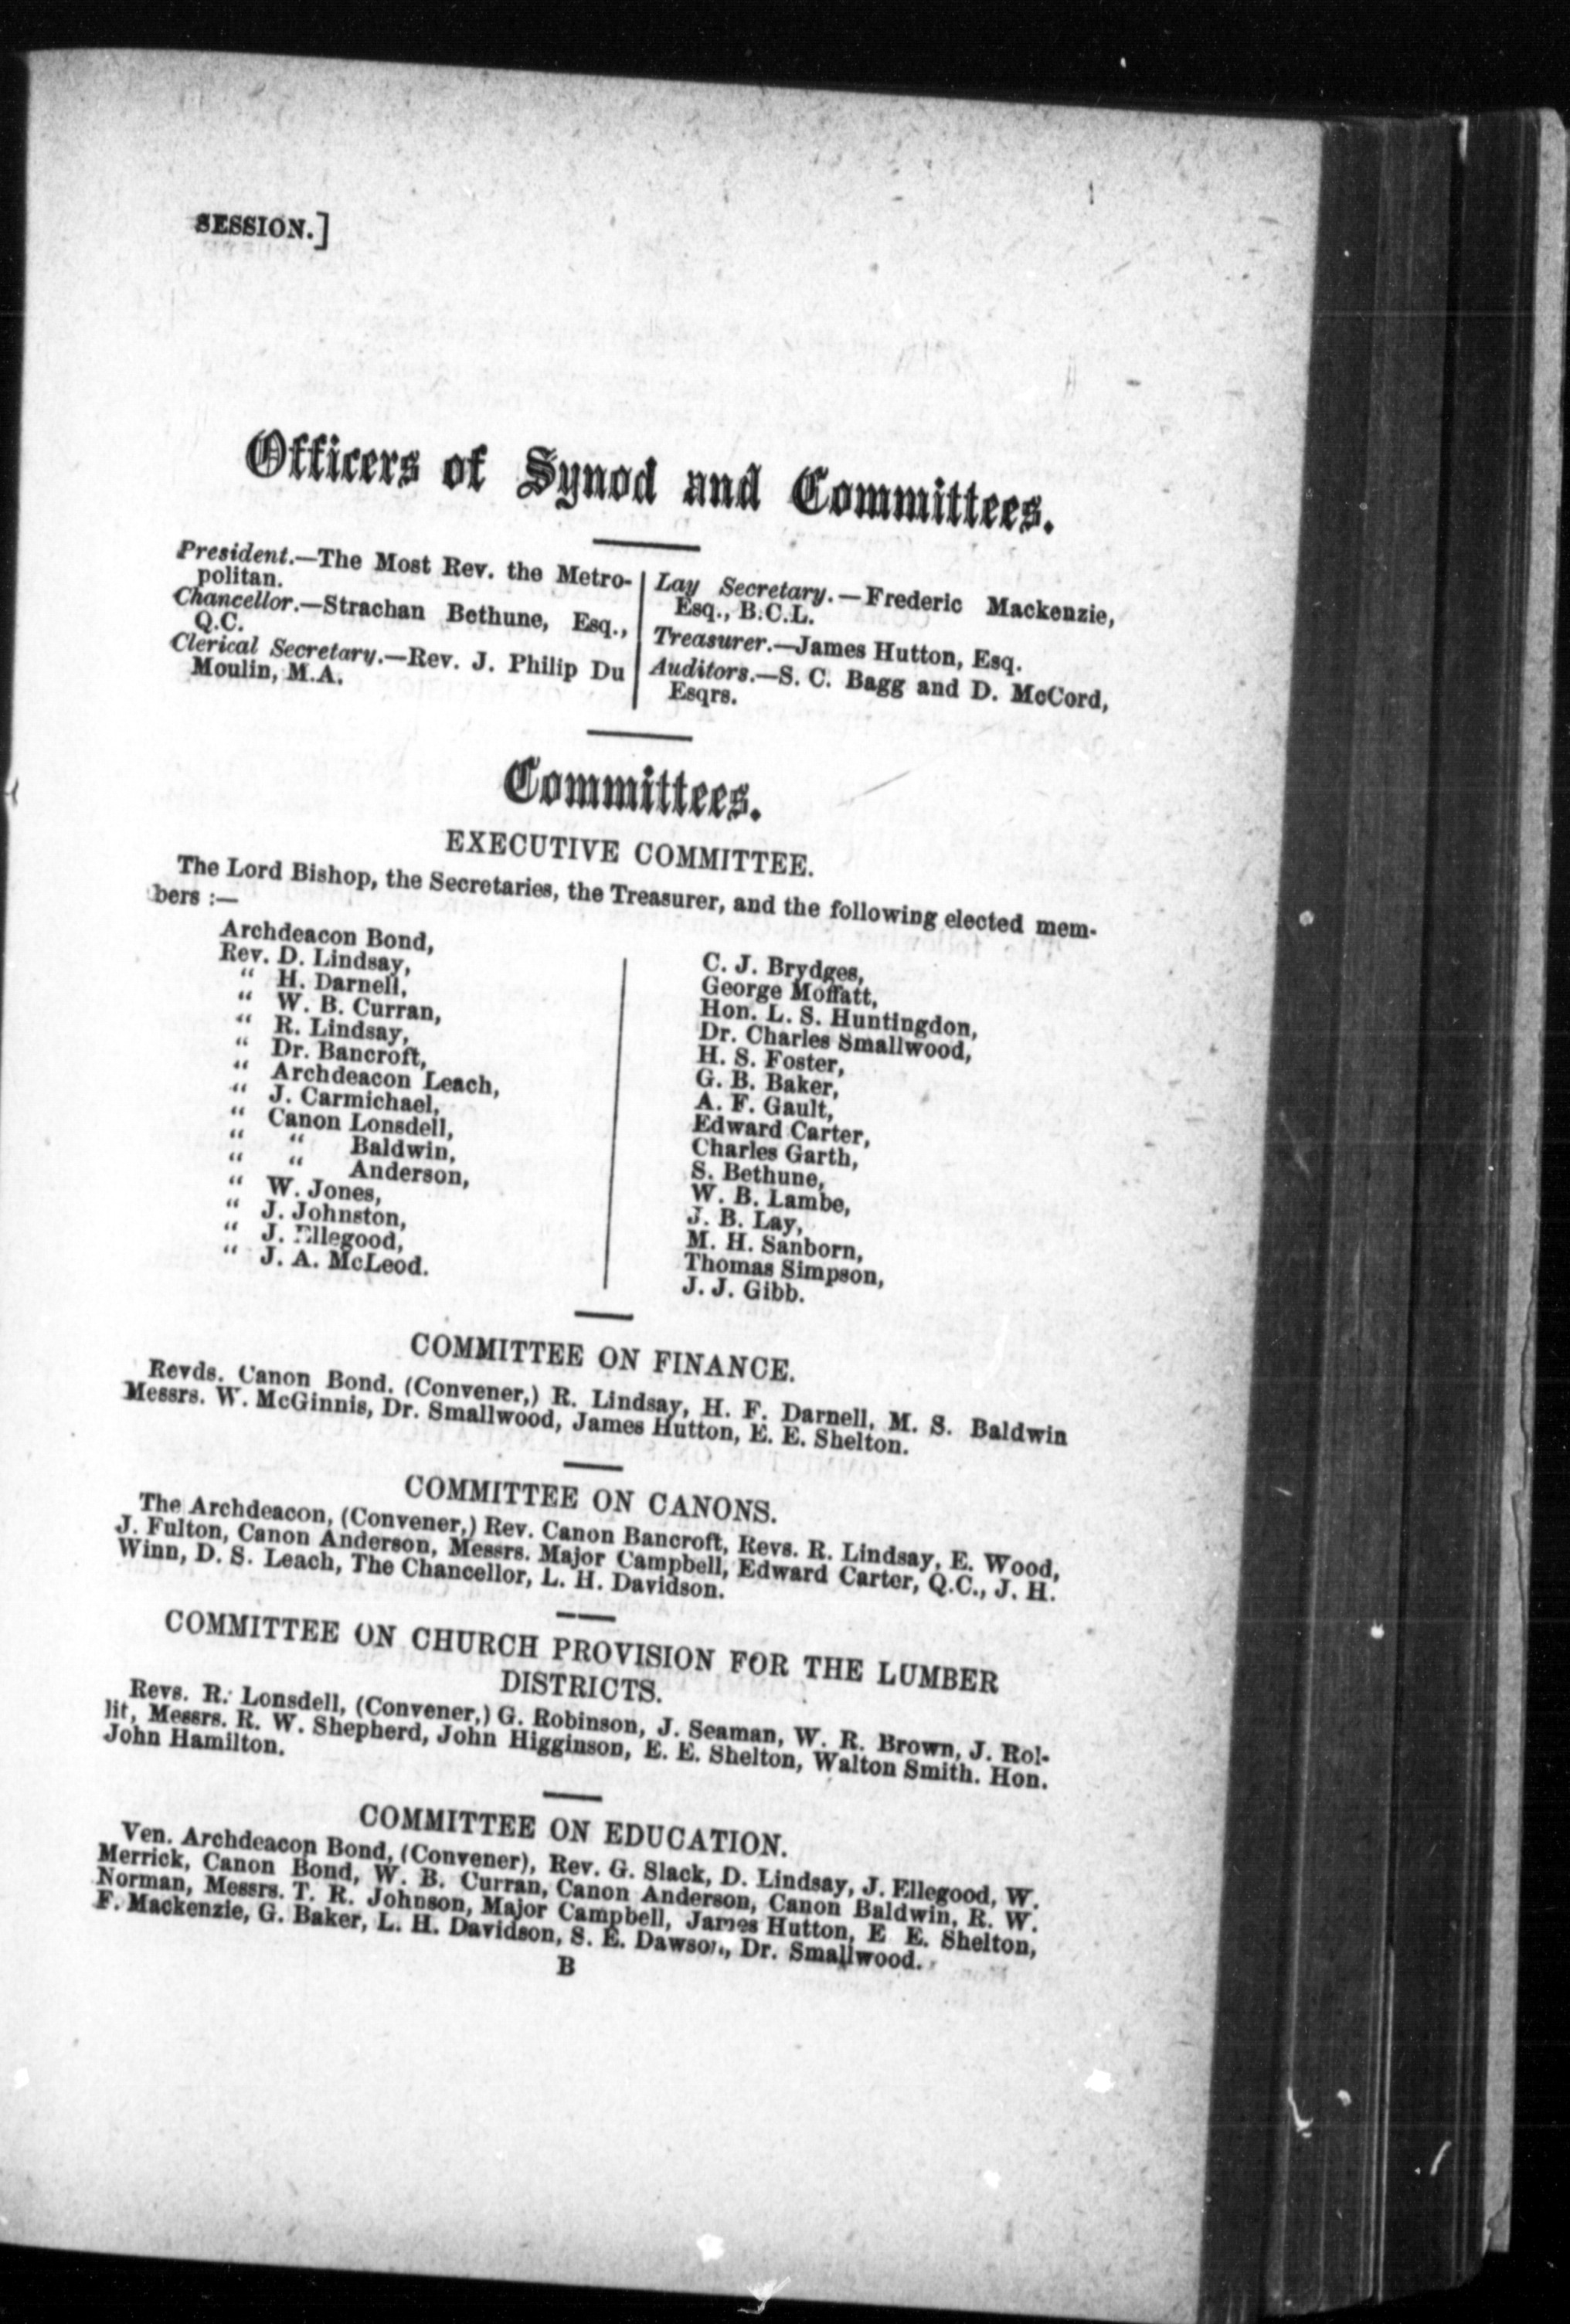 SESSION.]
Officers of Synod and Committees.
President.—The Most Rev. the Metro-
politan.
Chancellor.—Strachan Bethune, Esq.,
Q.C.
Clerical Secretary.—Rev. J. Philip Du
Moulin, M.A.
Lay Secretary.—Frederic Mackenzie,
Esq., B.C.L.
Treasurer.—James Hutton, Esq.
Auditors.—S. C. Bagg and D. McCord,
Esqrs.
Committees.
EXECUTIVE COMMITTEE.
The Lord Bishop, the Secretaries, the Treasurer, and the following elected mem-
bers :—
Archdeacon Bond,
Rev. D. Lindsay,
“ H. Darnell,
“ W. B. Curran,
“ R. Lindsay,
“ Dr. Bancroft,
“ Archdeacon Leach,
“ J. Carmichael,
“ Canon Lonsdell,
“ “ Baldwin,
“ “ Anderson,
“ W. Jones,
“ J. Johnston,
“ J. Ellegood,
“ J. A. McLeod.
C. J. Brydges,
George Moffatt,
Hon. L. S. Huntingdon,
Dr. Charles Smallwood,
H. S. Foster,
G. B. Baker,
A. F. Gault,
Edward Carter,
Charles Garth,
S. Bethune,
W. B. Lambe,
J. B. Lay,
M. H. Sanborn,
Thomas Simpson,
J. J. Gibb.
COMMITTEE ON FINANCE.
Revds. Canon Bond. (Convener,) R. Lindsay, H. F. Darnell, M. S. Baldwin
Messrs. W. McGinnis, Dr. Smallwood, James Hutton, E. E. Shelton.
COMMITTEE ON CANONS.
The Archdeacon, (Convener,) Rev. Canon Bancroft, Revs. R. Lindsay, E. Wood,
J. Fulton, Canon Anderson, Messrs. Major Campbell, Edward Carter, Q.C., J. H.
Winn, D. S. Leach, The Chancellor, L. H. Davidson.
COMMITTEE ON CHURCH PROVISION FOR THE LUMBER
DISTRICTS.
Revs. R. Lonsdell, (Convener,) G. Robinson, J. Seaman, W. R. Brown, J. Rol-
lit, Messrs. R. W. Shepherd, John Higginson, E. E. Shelton, Walton Smith. Hon.
John Hamilton.
COMMITTEE ON EDUCATION.
Ven. Archdeacon Bond, (Convener), Rev. G. Slack, D. Lindsay, J. Ellegood, W.
Merrick, Canon Bond, W. B. Curran, Canon Anderson, Canon Baldwin, R. W.
Norman, Messrs. T. R. Johnson, Major Campbell, James Hutton, E E. Shelton,
F. Mackenzie, G. Baker, L. H. Davidson, S. E. Dawson, Dr. Smallwood.
B